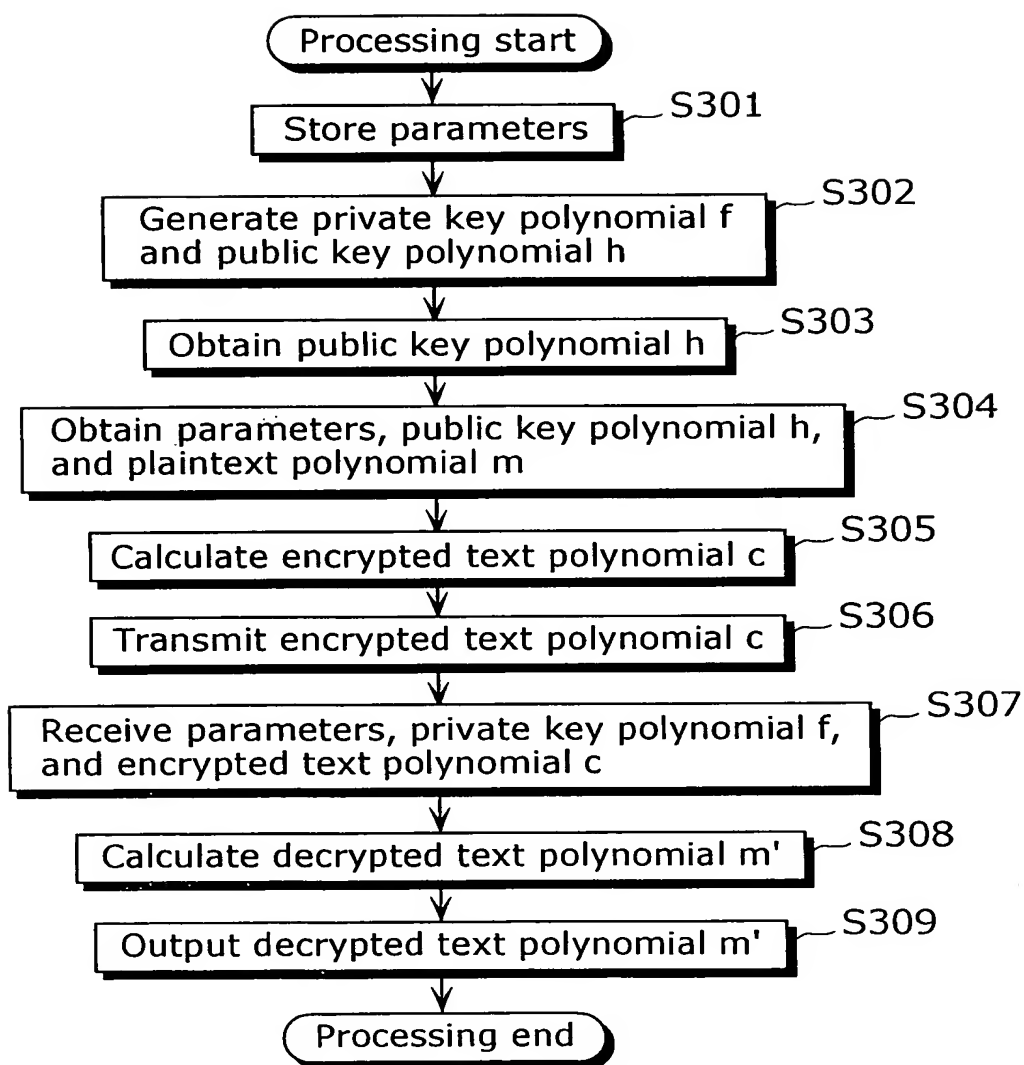 Processing start
Store parameters
S301
Generate private key polynomial f
and public key polynomial h
S302
Obtain public key polynomial h
S303
Obtain parameters, public key polynomial h,
and plaintext polynomial m
S304
Calculate encrypted text polynomial c
S305
Transmit encrypted text polynomial c
S306
Receive parameters, private key polynomial f,
and encrypted text polynomial c
S307
Calculate decrypted text polynomial m'
S308
Output decrypted text polynomial m'
S309
Processing end